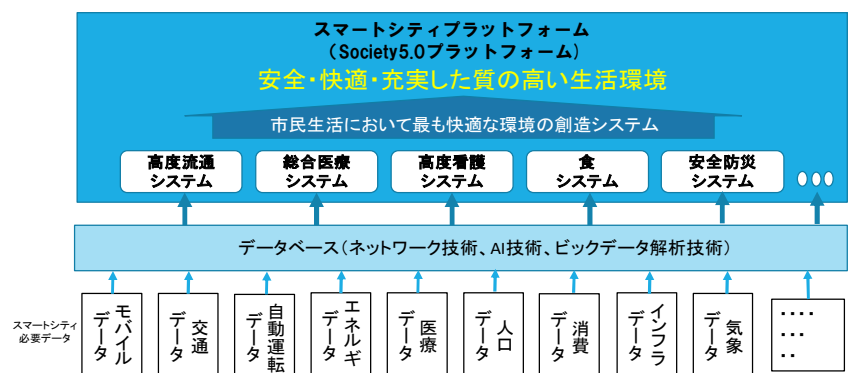 スマートシティプラットフォーム
（Society5.0プラットフォーム）
安全・快適・充実した質の高い生活環境
市民生活において最も快適な環境の創造システム
高度流通
システム
総合医療
システム
高度看護
システム
食
システム
安全防災
システム
データベース（ネットワーク技術、AI技術、ビックデータ解析技術）
スマートシティ
必要データ
モバイル
データ
交通
データ
自動運転
データ
エネルギ
データ
医療
データ
人口
データ
消費
データ
インフラ
データ
気象
データ
‥‥
…
‥